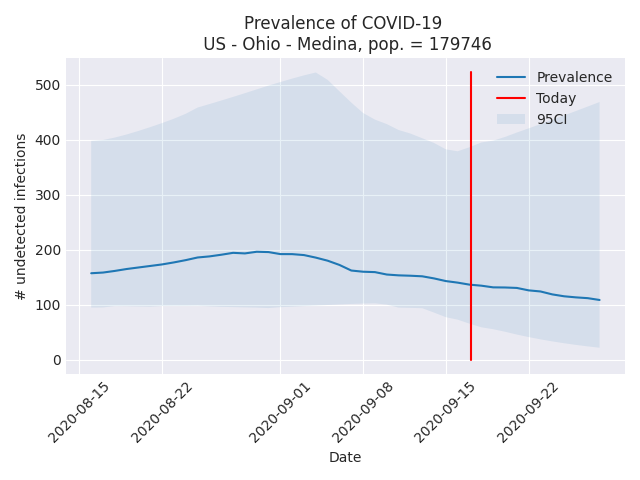 Prevalence of COVID-19
US - Ohio - Medina, pop. = 179746
Prevalence
Today
95CI
# undetected infections
500
400
300
200
100
0
2020-08-15
2020-08-22
2020-09-01
2020-09-08
2020-09-15
2020-09-22
Date